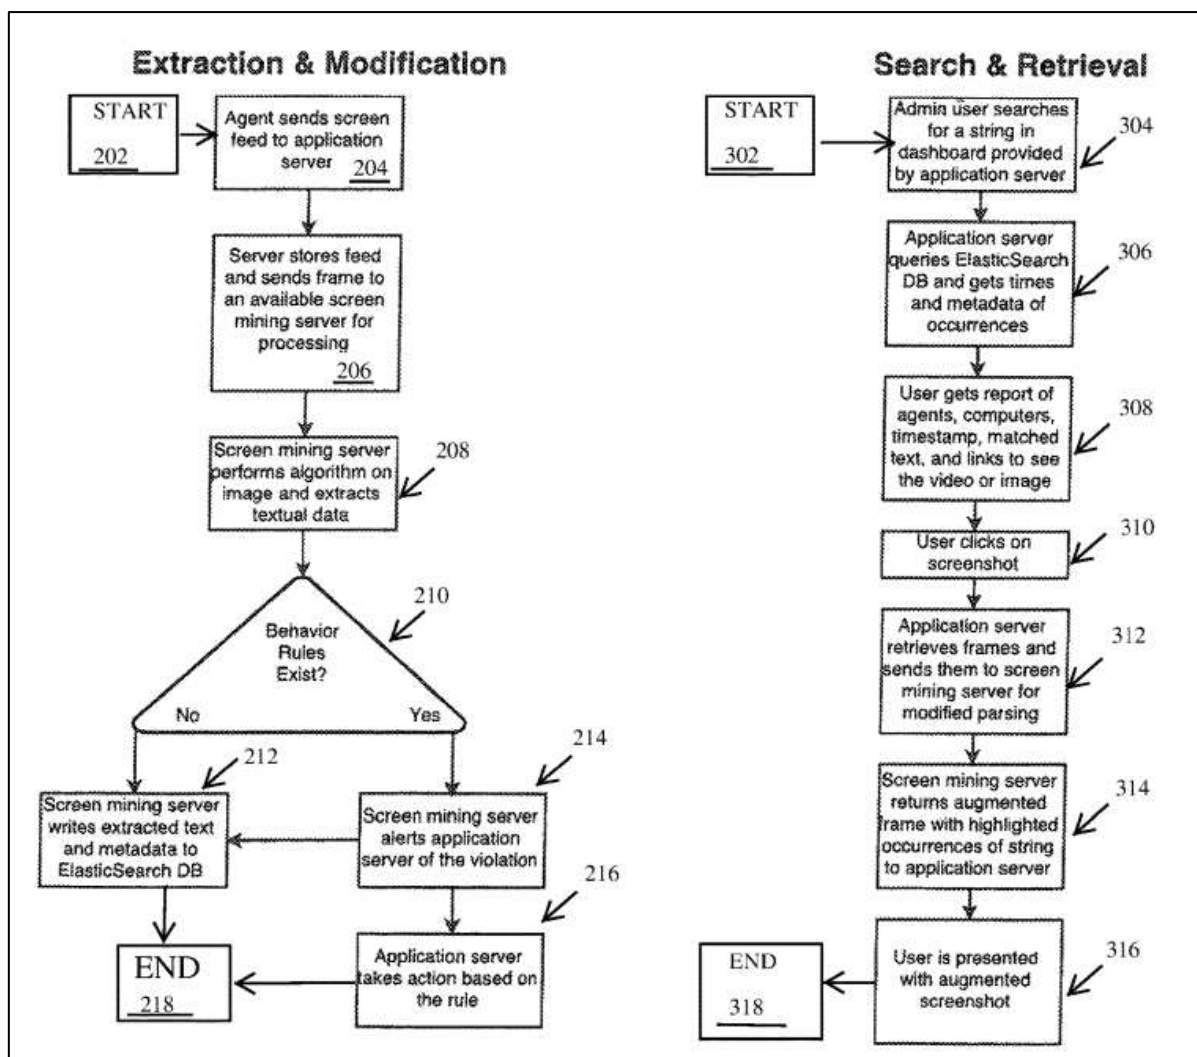 Extraction & Modification
START
202
Agent sends screen
feed to application
server
204
Server stores feed
and sends frame to
an available screen
mining server for
processing
206
Screen mining server
performs algorithm on
image and extracts
textual data
208
Behavior
Rules
Exist?
No
Yes
210
212
Screen mining server
writes extracted text
and metadata to
ElasticSearch DB
214
Screen mining server
alerts application
server of the violation
216
Application server
takes action based on
the rule
END
218
Search & Retrieval
START
302
Admin user searches
for a string in
dashboard provided
by application server
304
Application server
queries ElasticSearch
DB and gets times
and metadata of
occurrences
306
User gets report of
agents, computers,
timestamp, matched
text, and links to see
the video or image
308
User clicks on
screenshot
310
Application server
retrieves frames and
sends them to screen
mining server for
modified parsing
312
Screen mining server
returns augmented
frame with highlighted
occurrences of string
to application server
314
User is presented
with augmented
screenshot
316
END
318